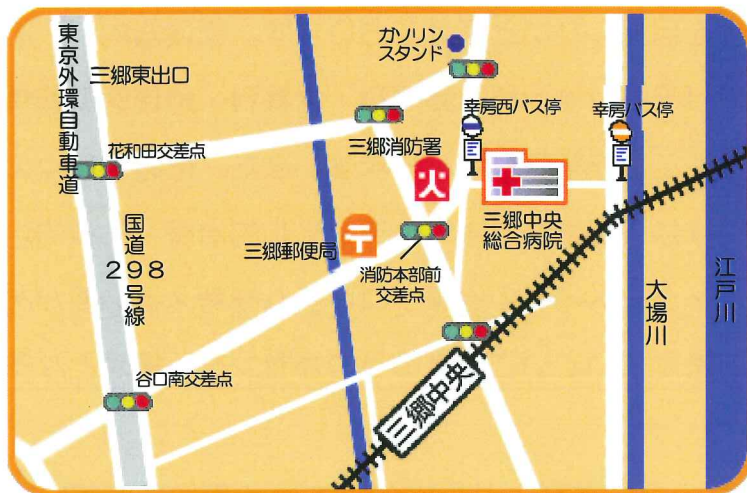 東京外環自動車道
三郷東出口
ガソリン
スタンド
花和田交差点
三郷消防署
幸房西バス停
幸房バス停
火
三郷中央
総合病院
国道
298
号線
三郷郵便局
〒
消防本部前
交差点
大場川
江戸川
谷口南交差点
三郷中央